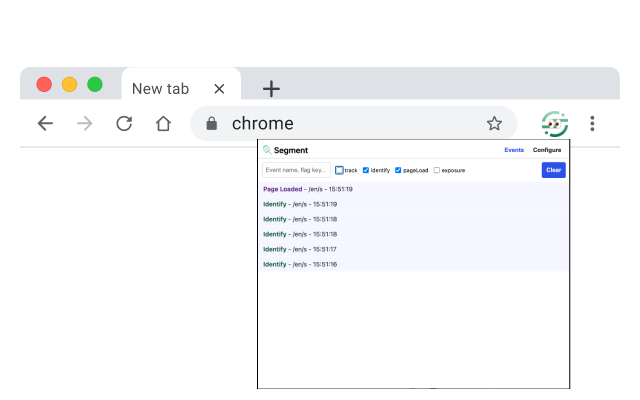 New tab
chrome
Segment Events Configure
Event name, flag key... track identify pageLoad exposure Clear
Page Loaded - /en/s - 15:51:19
Identify - /en/s - 15:51:19
Identify - /en/s - 15:51:18
Identify - /en/s - 15:51:18
Identify - /en/s - 15:51:17
Identify - /en/s - 15:51:16